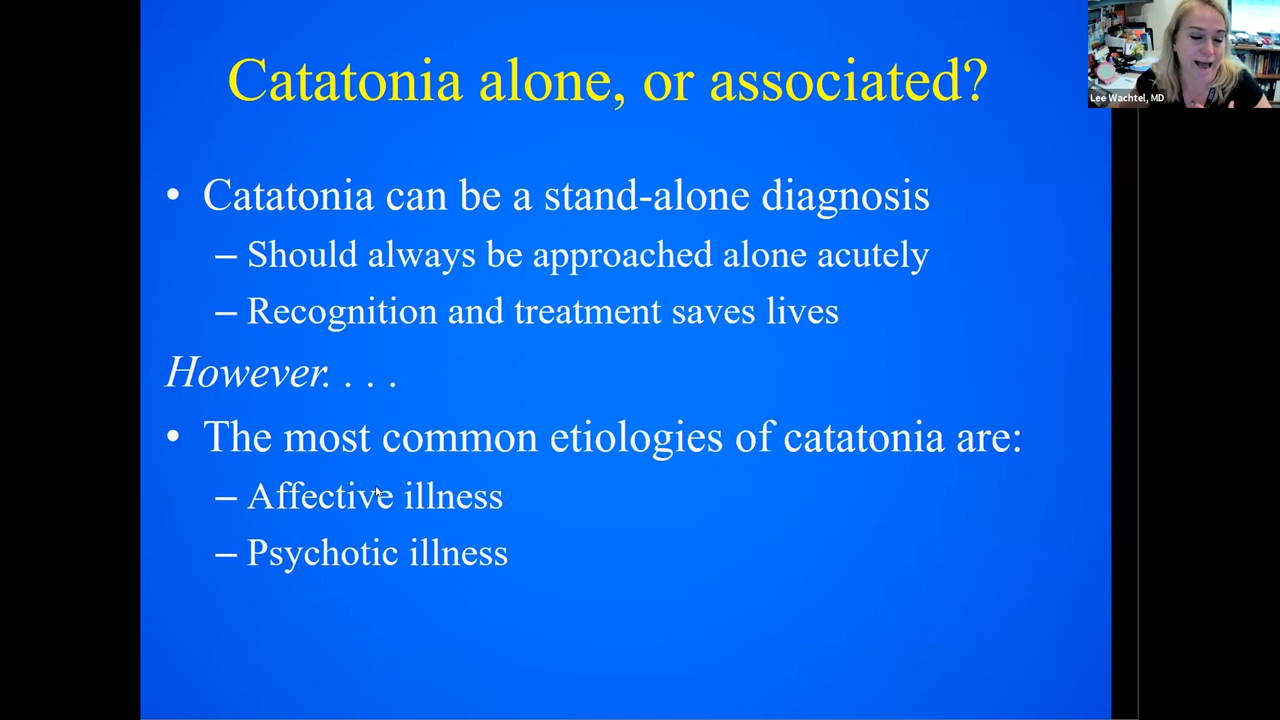 Catatonia alone, or associated?
Lee Wachtel, MD
• Catatonia can be a stand-alone diagnosis
– Should always be approached alone acutely
– Recognition and treatment saves lives
However. . . .
• The most common etiologies of catatonia are:
– Affective illness
– Psychotic illness